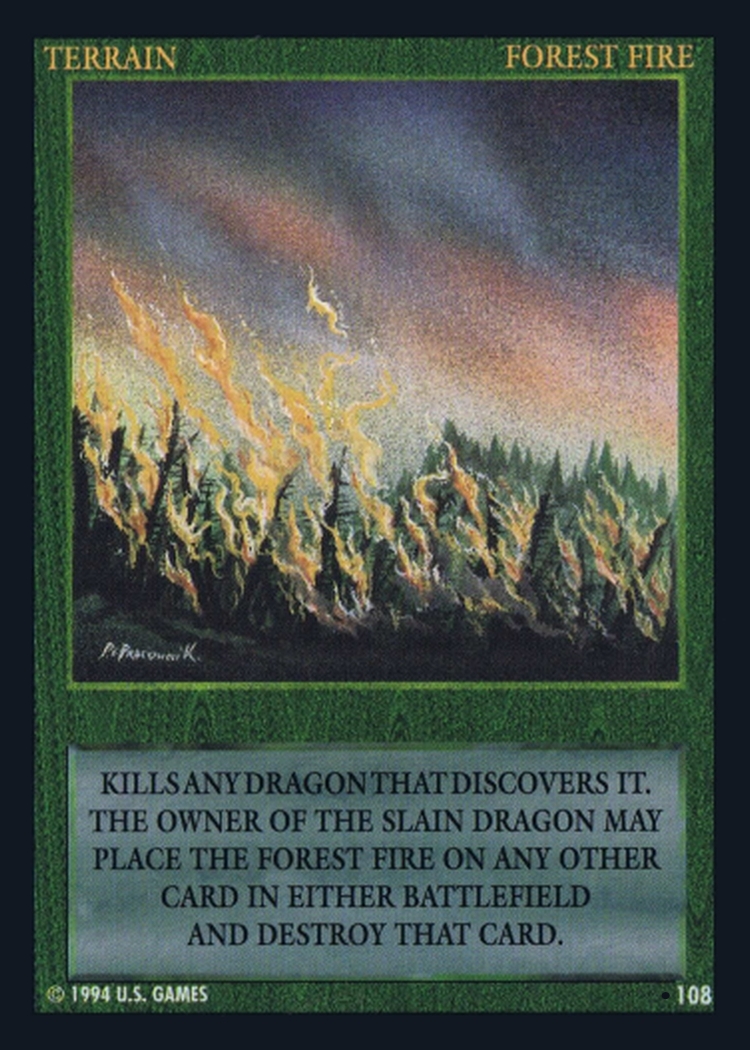 TERRAIN FOREST FIRE
KILLS ANY DRAGON THAT DISCOVERS IT.
THE OWNER OF THE SLAIN DRAGON MAY
PLACE THE FOREST FIRE ON ANY OTHER
CARD IN EITHER BATTLEFIELD
AND DESTROY THAT CARD.
© 1994 U.S. GAMES • 108